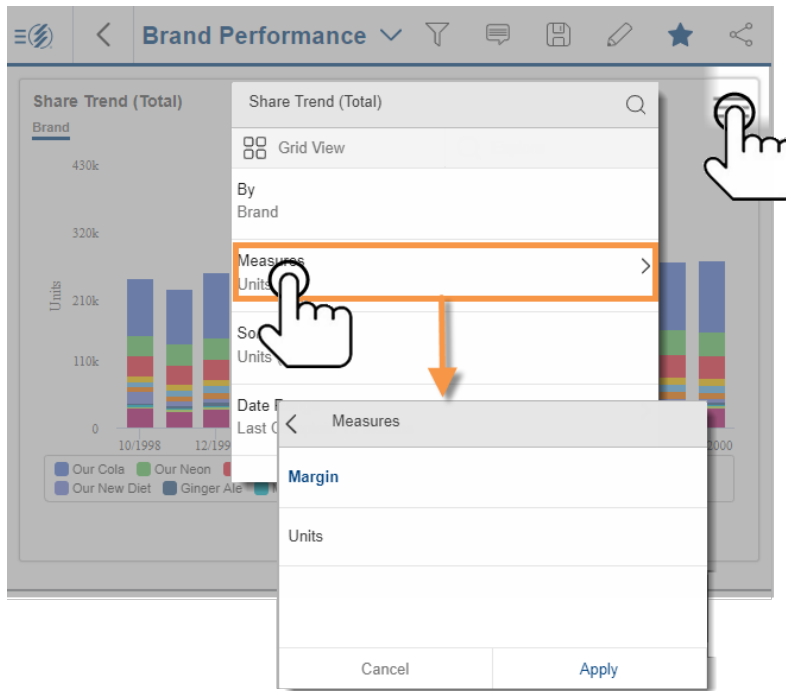 Brand Performance
Share Trend (Total)
Brand
430k
320k
210k
110k
0
Units
10/1998
12/199
2000
Our Cola
Our Neon
Our New Diet
Ginger Ale
Share Trend (Total)
Grid View
By
Brand
Measures
Units
So
Units
Date
Last
Measures
Margin
Units
Cancel
Apply